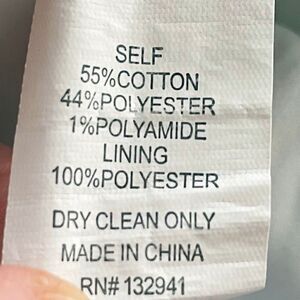 SELF
55%COTTON
44%POLYESTER
1%POLYAMIDE
LINING
100%POLYESTER
DRY CLEAN ONLY
MADE IN CHINA
RN# 132941